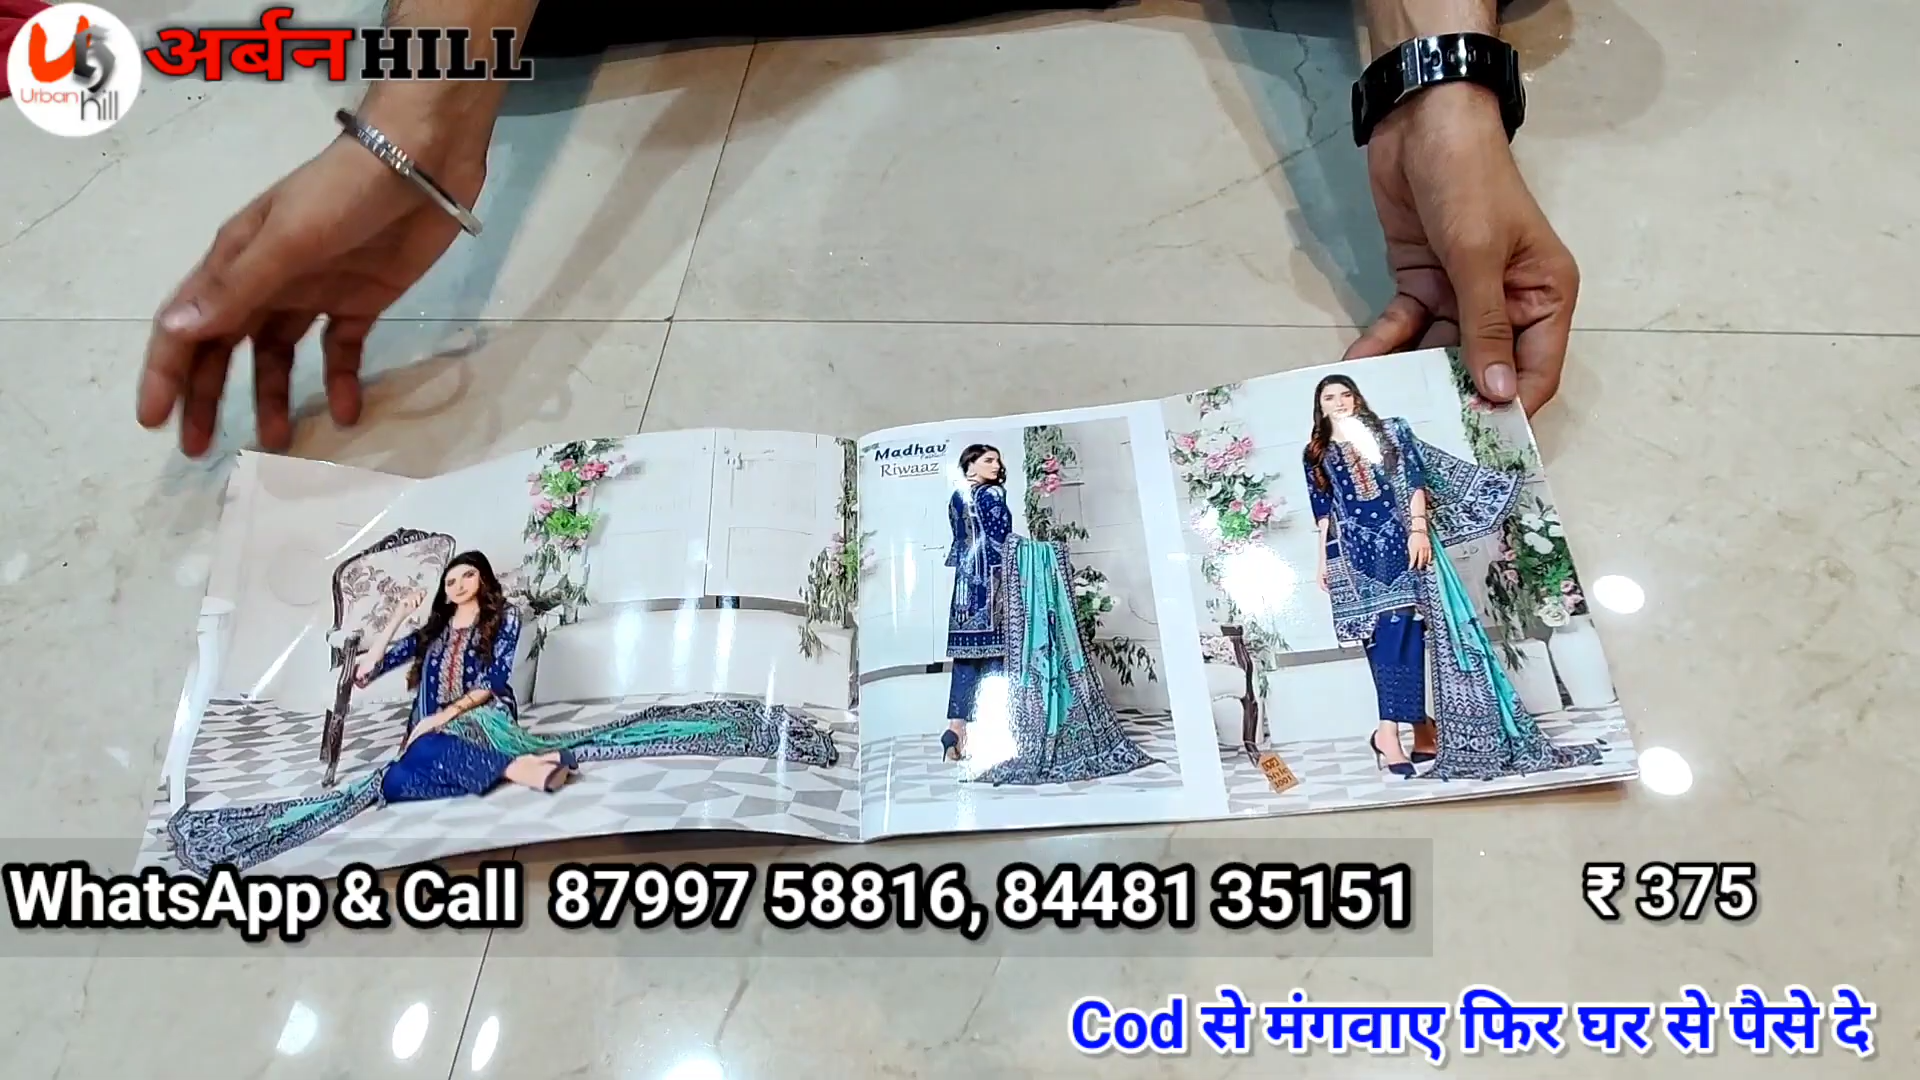 Urban
hill
अर्बन HILL
Madhav
Riwaaz
WhatsApp & Call 87997 58816, 84481 35151
₹ 375
Cod से मंगवाए फिर घर से पैसे दे